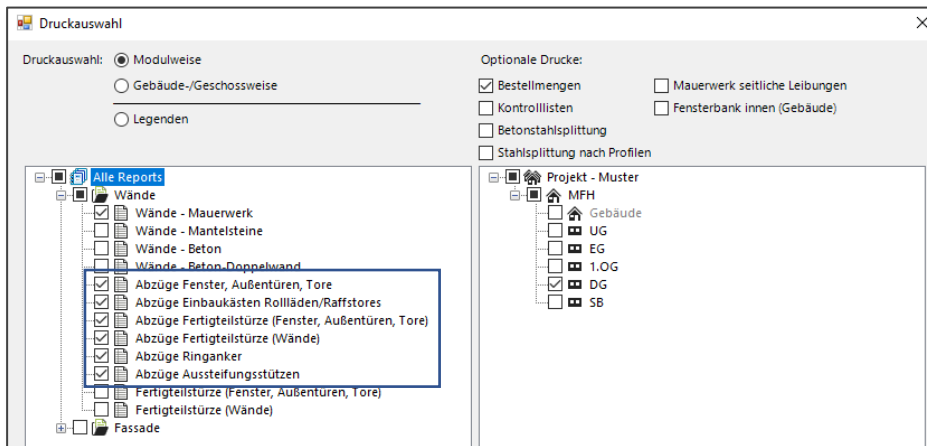 Druckauswahl
Druckauswahl: Modulweise
Gebäude-/Geschossweise
Legenden
Optionale Drucke:
Bestellmengen
Mauerwerk seitliche Leibungen
Kontrolllisten
Fensterbank innen (Gebäude)
Betonstahlsplittung
Stahlsplittung nach Profilen
Alle Reports
Wände
Wände - Mauerwerk
Wände - Mantelsteine
Wände - Beton
Wände - Beton-Doppelwand
Abzüge Fenster, Außentüren, Tore
Abzüge Einbaukästen Rollläden/Raffstores
Abzüge Fertigteilstürze (Fenster, Außentüren, Tore)
Abzüge Fertigteilstürze (Wände)
Abzüge Ringanker
Abzüge Aussteifungsstützen
Fertigteilstürze (Fenster, Außentüren, Tore)
Fertigteilstürze (Wände)
Fassade
Projekt - Muster
MFH
Gebäude
UG
EG
1.OG
DG
SB